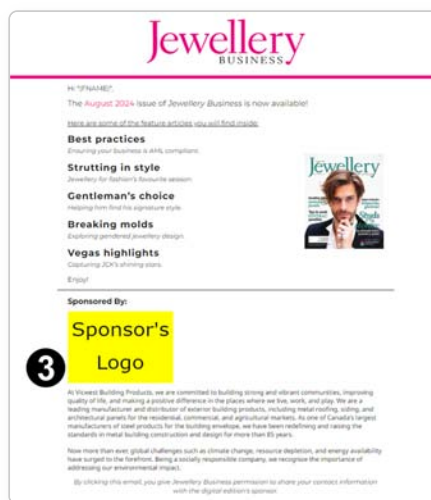 Jewellery
BUSINESS
Hi *|FNAME|*,
The August 2024 issue of Jewellery Business is now available!
Here are some of the feature articles you will find inside:
Best practices
Ensuring your business is AML compliant.
Strutting in style
Jewellery for fashion's favourite season.
Gentleman's choice
Helping him find his signature style.
Breaking molds
Exploring gendered jewellery design.
Vegas highlights
Capturing JCK's shining stars.
Enjoy!
Jewellery
Sponsored By:
Sponsor's
Logo
3
At Vicwest Building Products, we are committed to building strong and vibrant communities, improving
quality of life, and making a positive difference in the places where we live, work, and play. We are a
leading manufacturer and distributor of exterior building products, including metal roofing, siding, and
architectural panels for the residential, commercial, and agricultural markets. As one of Canada's largest
manufacturers of steel products for the building envelope, we have been redefining and raising the
standards in metal building construction and design for more than 85 years.
Now more than ever, global challenges such as climate change, resource depletion, and energy availability
have surged to the forefront. Being a socially responsible company, we recognise the importance of
addressing our environmental impact.
By clicking this email, you give Jewellery Business permission to share your contact information
with the digital edition's sponsor.